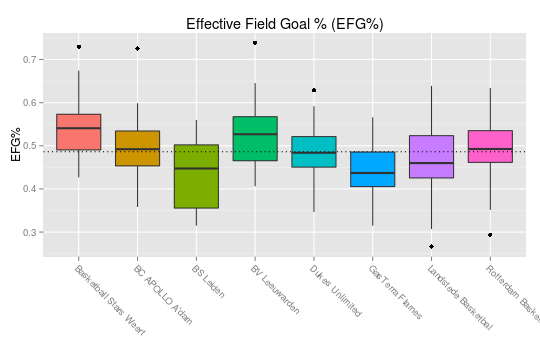 Effective Field Goal % (EFG%)
EFG%
0.7
0.6
0.5
0.4
0.3
Basketball Stars Weert
BC APOLLO A'dam
BS Leiden
BV Leeuwarden
Dukes Unlimited
GasTerra Flames
Landstede Basketbal
Rotterdam